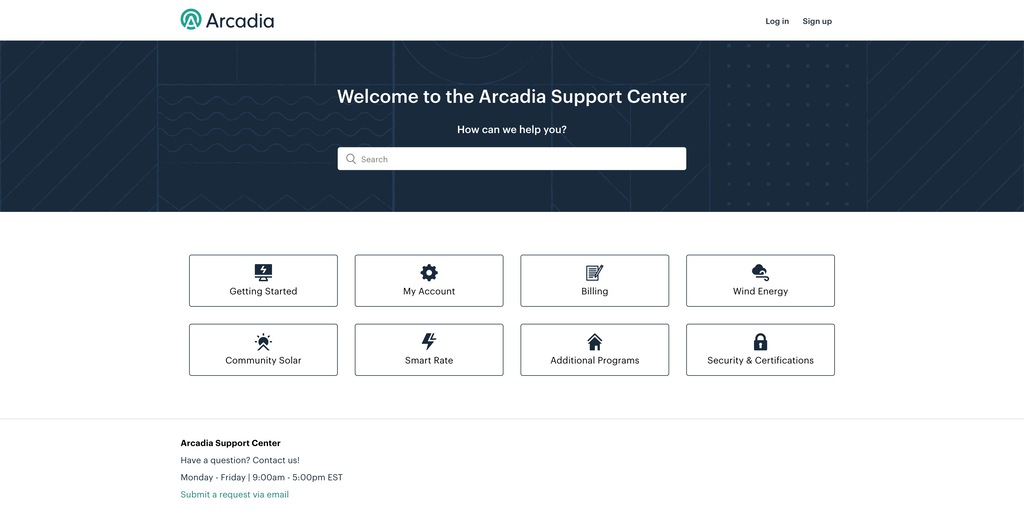 Arcadia
Log in
Sign up
Welcome to the Arcadia Support Center
How can we help you?
Search
Getting Started
My Account
Billing
Wind Energy
Community Solar
Smart Rate
Additional Programs
Security & Certifications
Arcadia Support Center
Have a question? Contact us!
Monday - Friday | 9:00am - 5:00pm EST
Submit a request via email